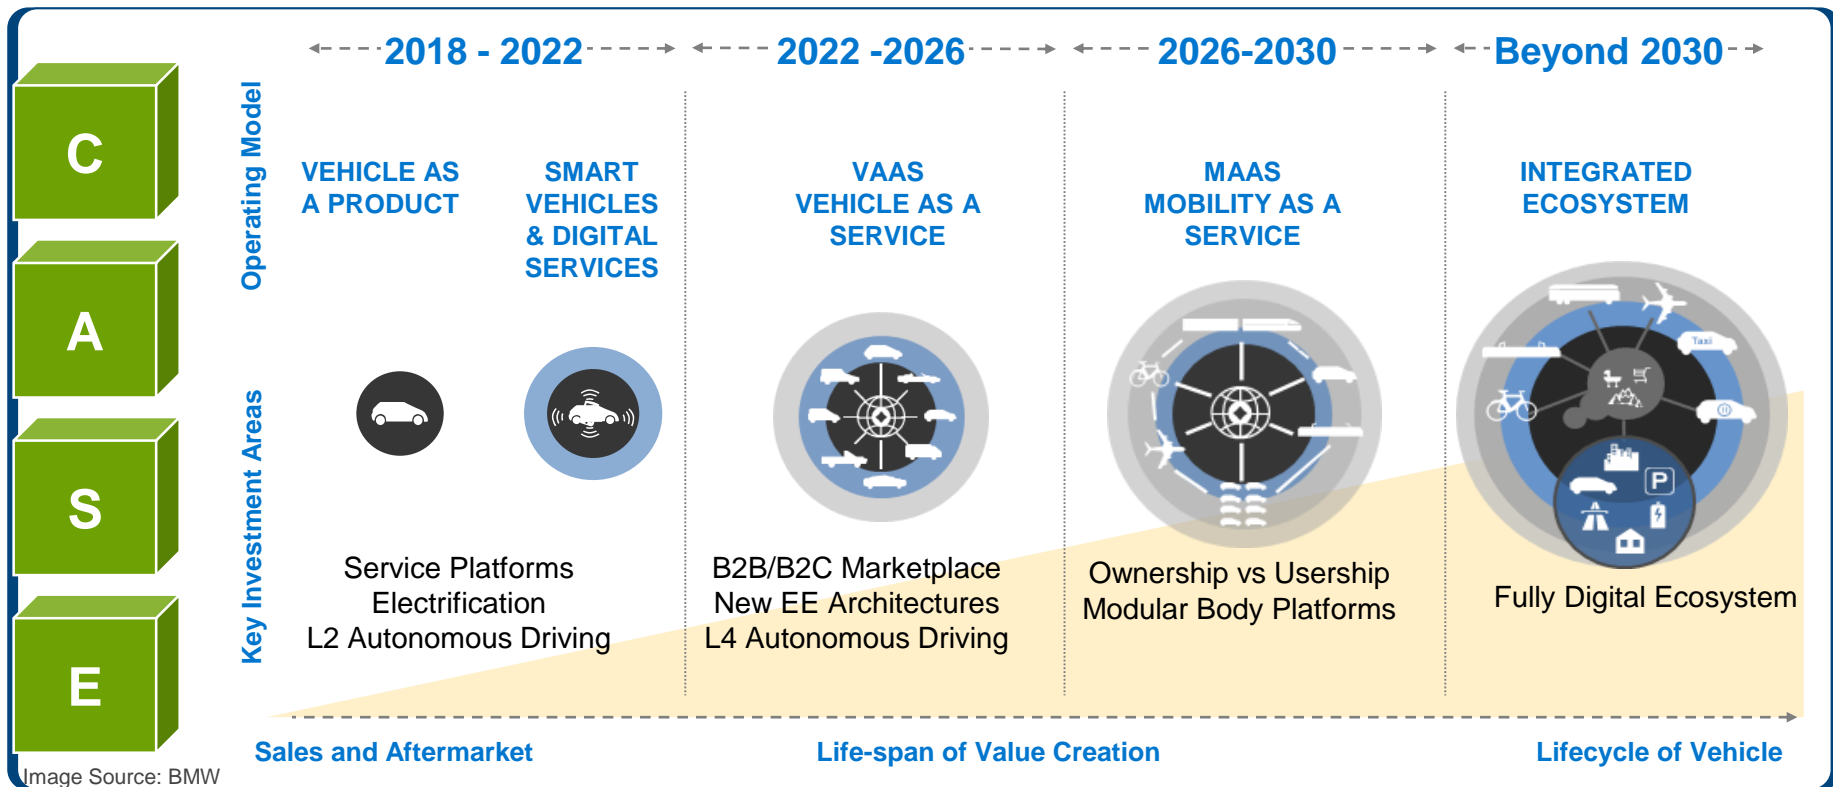 2018 - 2022
2022 -2026
2026-2030
Beyond 2030
C
A
S
E
Operating Model
VEHICLE AS
A PRODUCT
SMART
VEHICLES
& DIGITAL
SERVICES
VAAS
VEHICLE AS A
SERVICE
MAAS
MOBILITY AS A
SERVICE
INTEGRATED
ECOSYSTEM
Taxi
P
Key Investment Areas
Service Platforms
Electrification
L2 Autonomous Driving
B2B/B2C Marketplace
New EE Architectures
L4 Autonomous Driving
Ownership vs Usership
Modular Body Platforms
Fully Digital Ecosystem
Sales and Aftermarket
Life-span of Value Creation
Lifecycle of Vehicle
Image Source: BMW